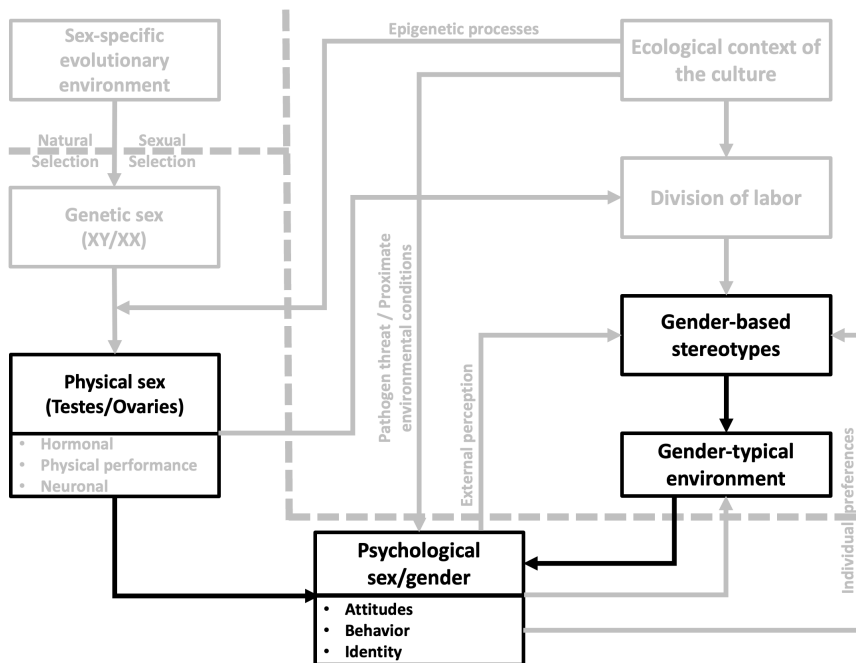 Sex-specific
evolutionary
environment
Epigenetic processes
Ecological context of
the culture
Natural
Selection
Sexual
Selection
Genetic sex
(XY/XX)
Division of labor
Pathogen threat / Proximate
environmental conditions
Gender-based
stereotypes
Physical sex
(Testes/Ovaries)
• Hormonal
• Physical performance
• Neuronal
External perception
Gender-typical
environment
Individual preferences
Psychological
sex/gender
• Attitudes
• Behavior
• Identity